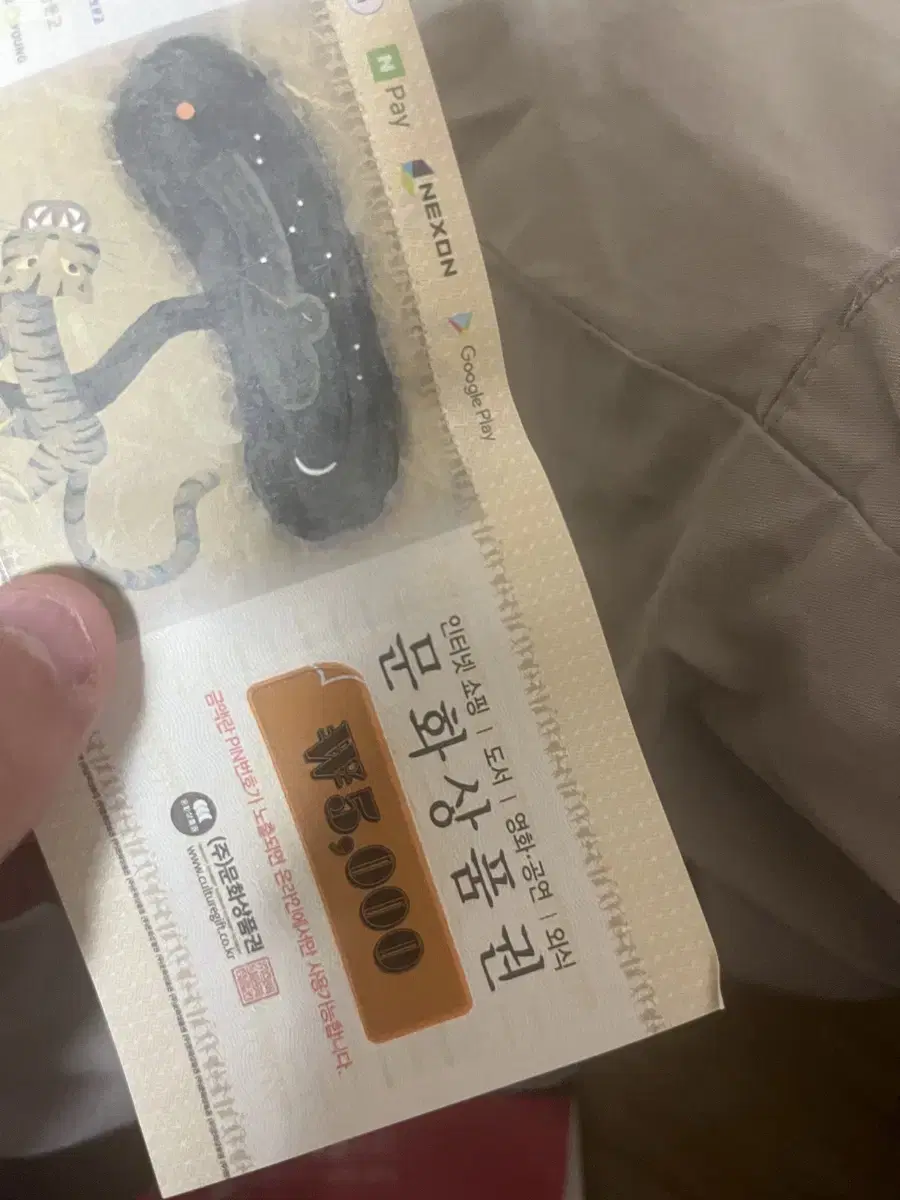 N Pay
NEXON
Google Play
인터넷 쇼핑 | 도서 | 영화·공연 | 외식
문화상품권
₩5,000
금액란 PIN번호가 노출되면 온라인에서만 사용가능합니다.
(주)문화상품권
www.culturegift.co.kr